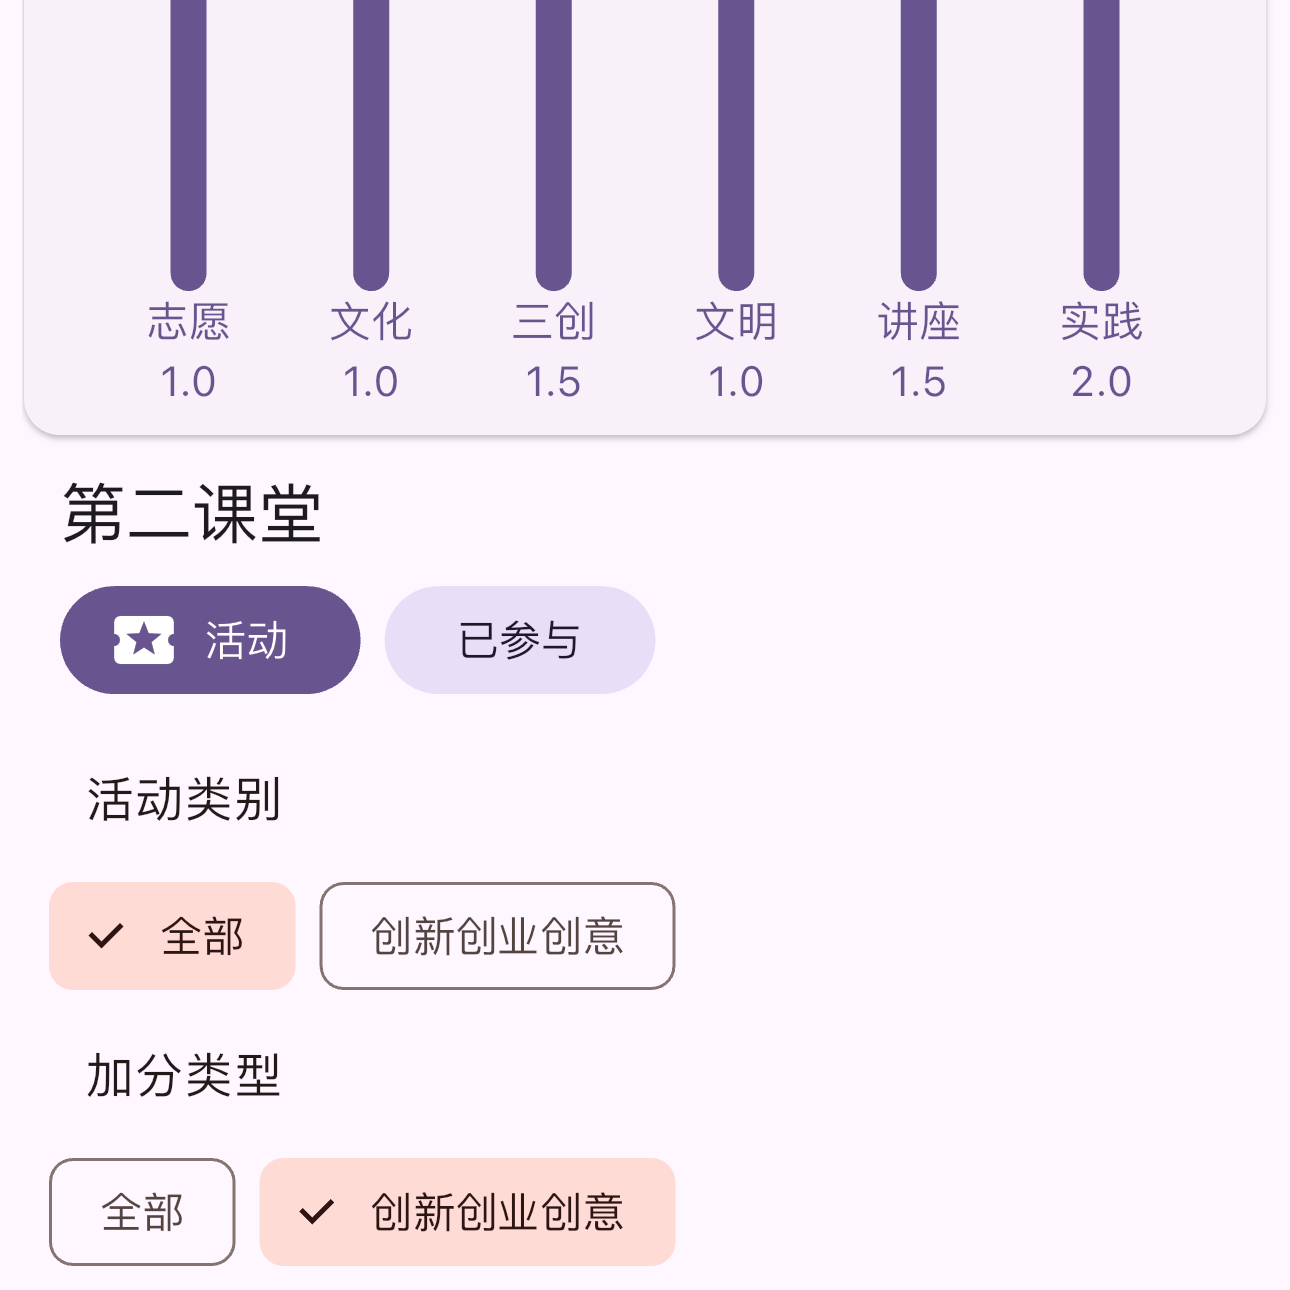 志愿 文化 三创 文明 讲座 实践
1.0 1.0 1.5 1.0 1.5 2.0
第二课堂
活动 已参与
活动类别
全部 创新创业创意
加分类型
全部 创新创业创意